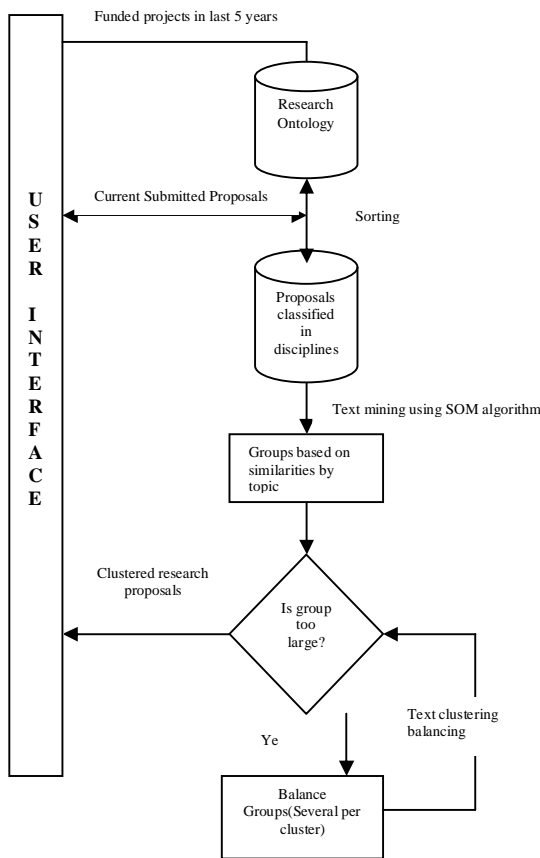 Funded projects in last 5 years
Research
Ontology
USER INTERFACE
Current Submitted Proposals
Sorting
Proposals
classified
in
disciplines
Text mining using SOM algorithm
Groups based on
similarities by
topic
Clustered research
proposals
Is group
too
large?
Text clustering
balancing
Ye
Balance
Groups(Several per
cluster)